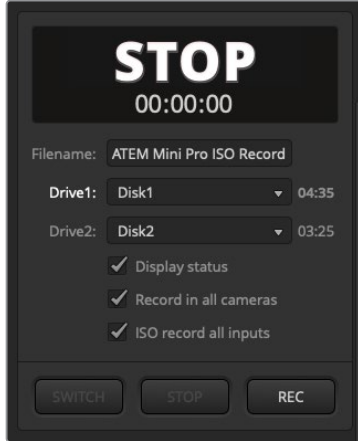 STOP
00:00:00
Filename: ATEM Mini Pro ISO Record
Drive1: Disk1 04:35
Drive2: Disk2 03:25
Display status
Record in all cameras
ISO record all inputs
SWITCH STOP REC